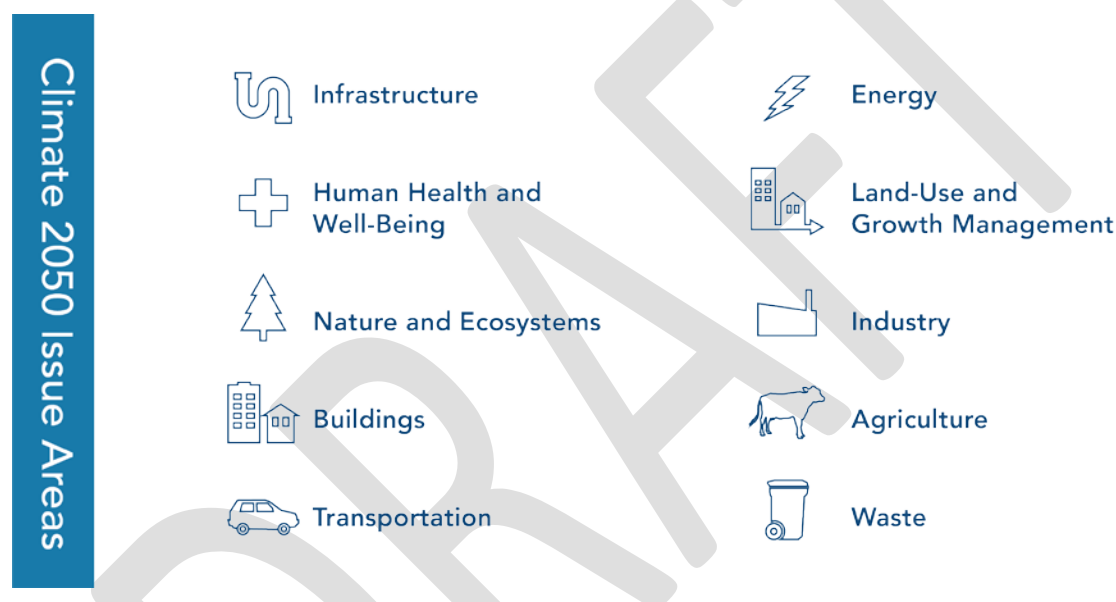 Climate 2050 Issue Areas
Infrastructure
Human Health and
Well-Being
Nature and Ecosystems
Buildings
Transportation
Energy
Land-Use and
Growth Management
Industry
Agriculture
Waste
DRAFT